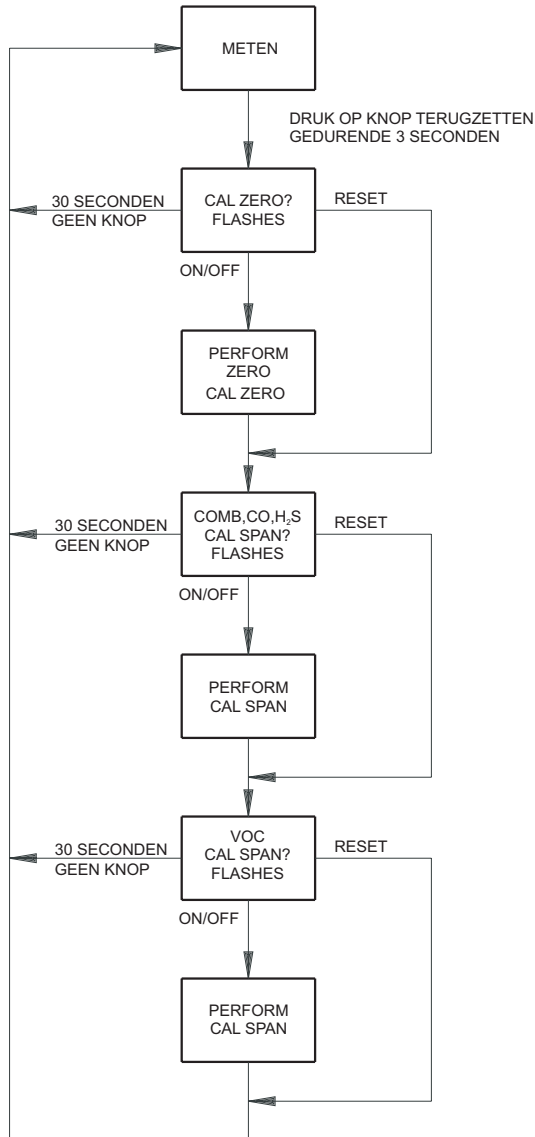 METEN
DRUK OP KNOP TERUGZETTEN
GEDURENDE 3 SECONDEN
30 SECONDEN
GEEN KNOP
CAL ZERO?
FLASHES
RESET
ON/OFF
PERFORM
ZERO
CAL ZERO
30 SECONDEN
GEEN KNOP
COMB,CO,H₂S
CAL SPAN?
FLASHES
RESET
ON/OFF
PERFORM
CAL SPAN
30 SECONDEN
GEEN KNOP
VOC
CAL SPAN?
FLASHES
RESET
ON/OFF
PERFORM
CAL SPAN